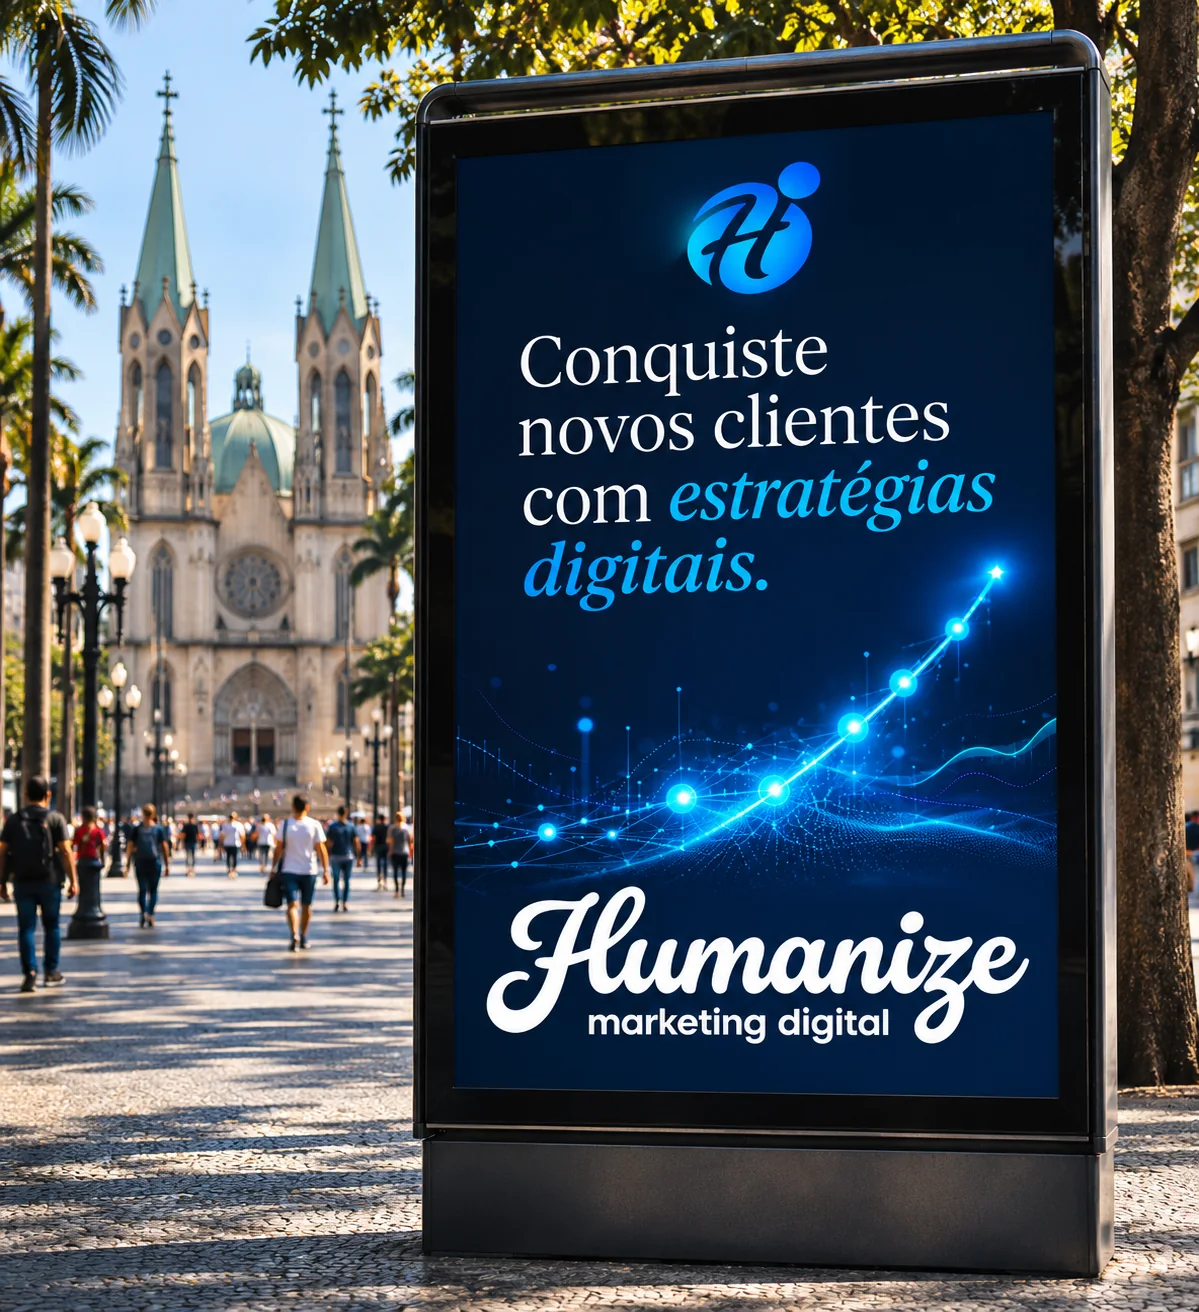 H
Conquiste
novos clientes
com estratégias
digitais.
Humanize
marketing digital